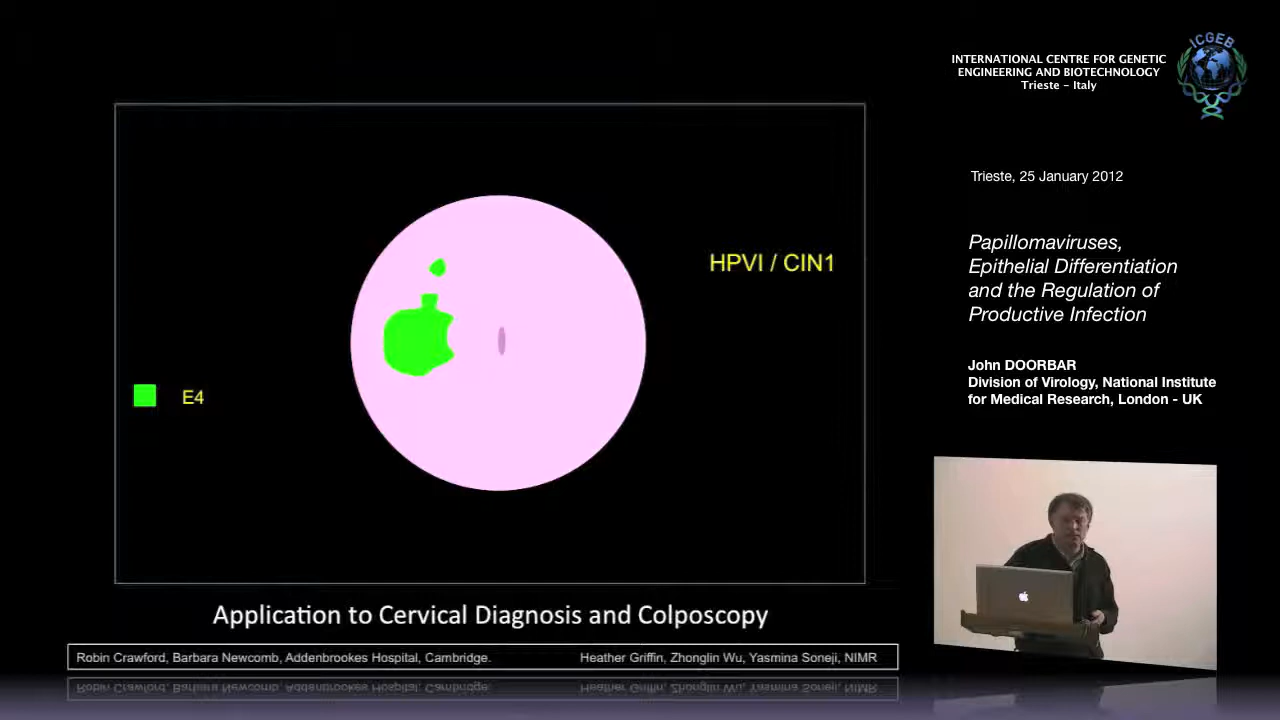 ICGEB
INTERNATIONAL CENTRE FOR GENETIC
ENGINEERING AND BIOTECHNOLOGY
Trieste - Italy
Trieste, 25 January 2012
HPVI / CIN1
Papillomaviruses,
Epithelial Differentiation
and the Regulation of
Productive Infection
John DOORBAR
Division of Virology, National Institute
for Medical Research, London - UK
E4
Application to Cervical Diagnosis and Colposcopy
Robin Crawford, Barbara Newcomb, Addenbrookes Hospital, Cambridge.
Heather Griffin, Zhonglin Wu, Yasmina Soneji, NIMR